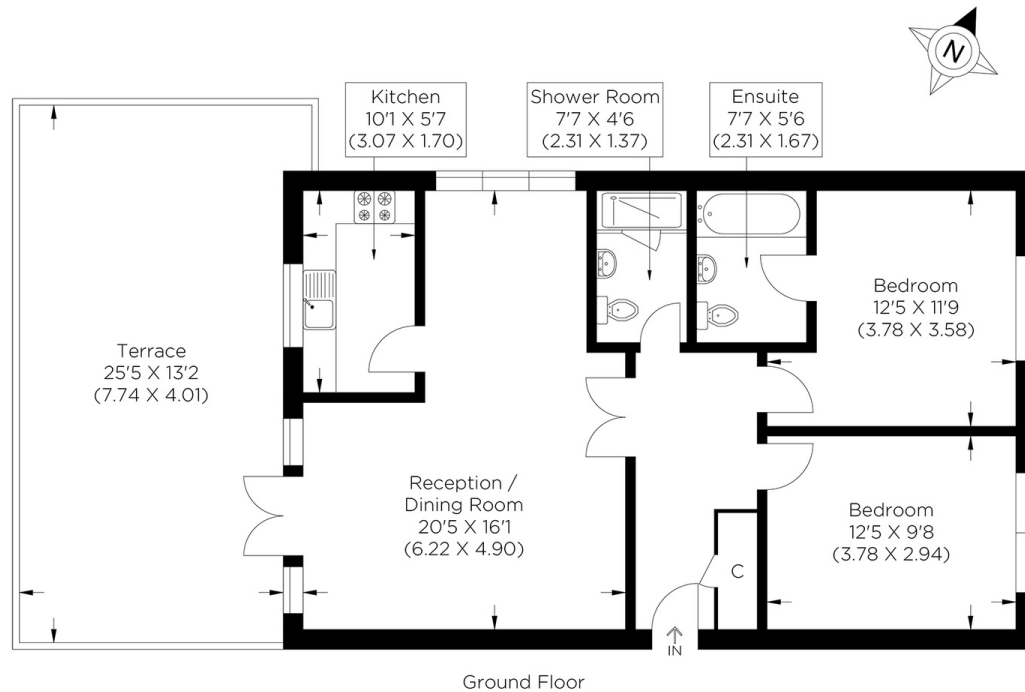 N
Kitchen
10'1 X 5'7
(3.07 X 1.70)
Shower Room
7'7 X 4'6
(2.31 X 1.37)
Ensuite
7'7 X 5'6
(2.31 X 1.67)
Bedroom
12'5 X 11'9
(3.78 X 3.58)
Terrace
25'5 X 13'2
(7.74 X 4.01)
Reception /
Dining Room
20'5 X 16'1
(6.22 X 4.90)
Bedroom
12'5 X 9'8
(3.78 X 2.94)
C
IN
Ground Floor